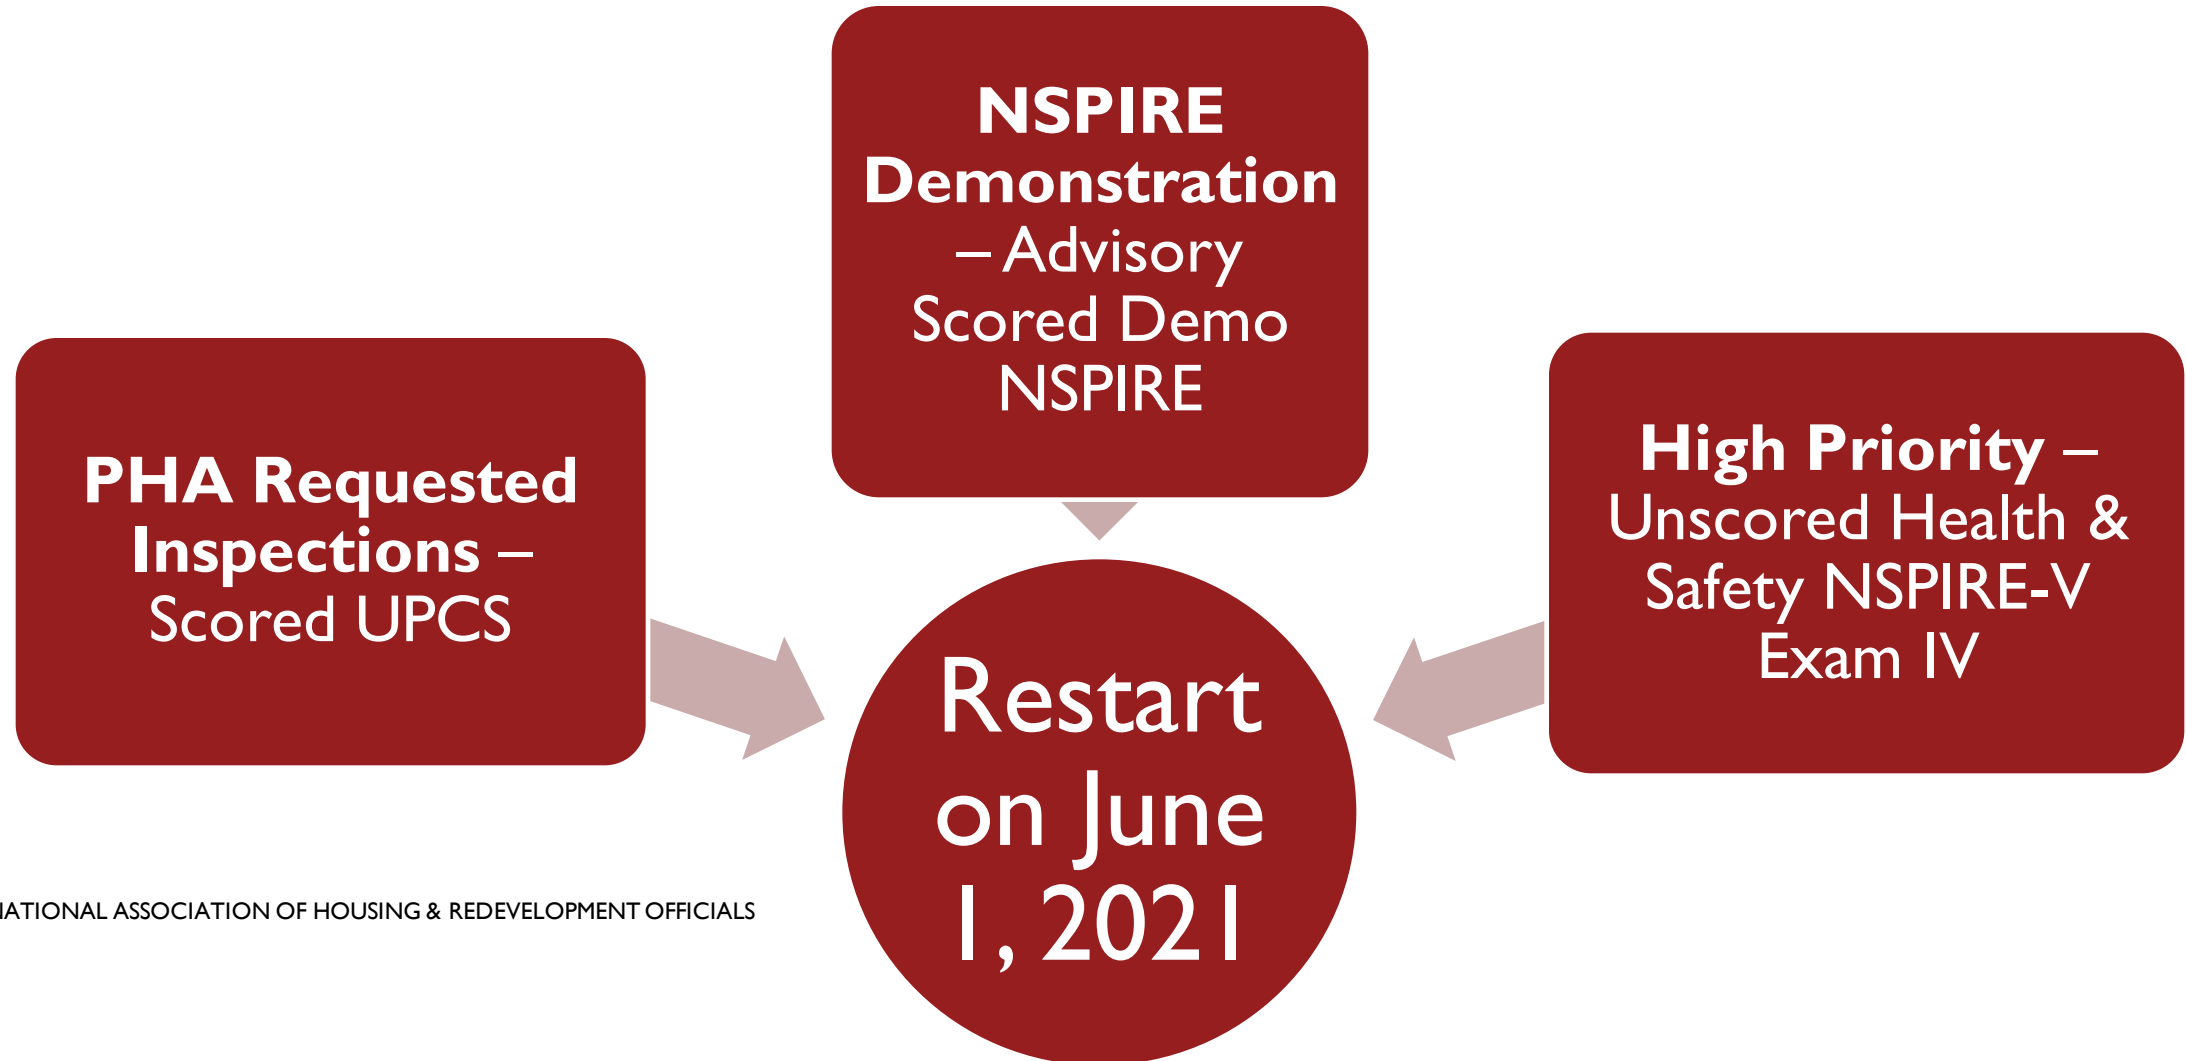 NSPIRE
Demonstration
– Advisory
Scored Demo
NSPIRE
PHA Requested
Inspections –
Scored UPCS
High Priority –
Unscored Health &
Safety NSPIRE-V
Exam IV
Restart
on June
1, 2021
NATIONAL ASSOCIATION OF HOUSING & REDEVELOPMENT OFFICIALS